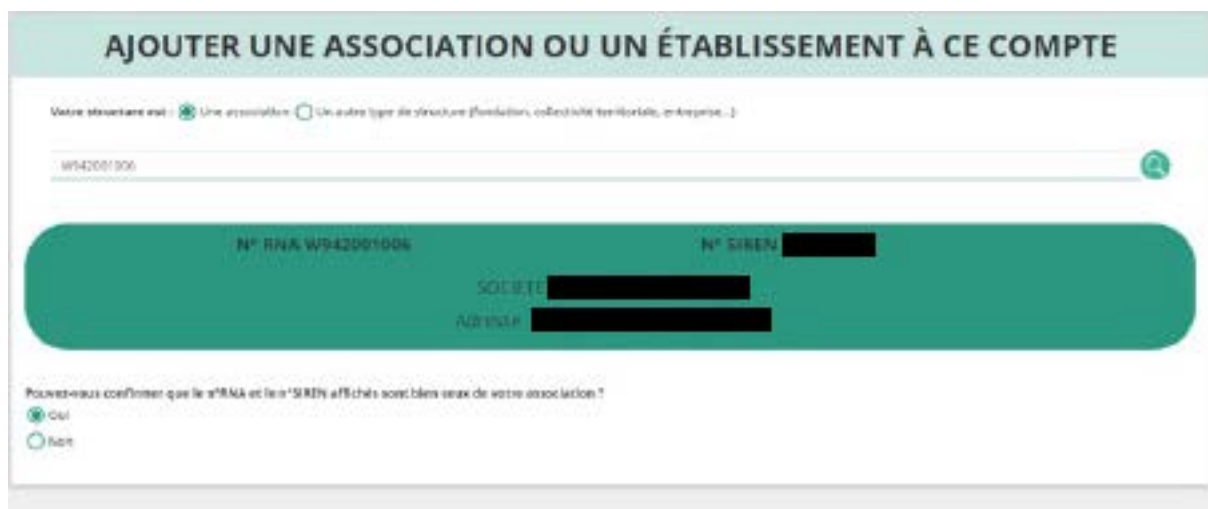 AJOUTER UNE ASSOCIATION OU UN ÉTABLISSEMENT À CE COMPTE
Votre structure est : Une association Un autre type de structure (fondation, collectivité territoriale, entreprise...)
W942001006
N° RNA W942001006 N° SIREN
SOCIETE
Adresse
Pouvez-vous confirmer que le n°RNA et le n°SIREN affichés sont bien ceux de votre association ?
Oui
Non